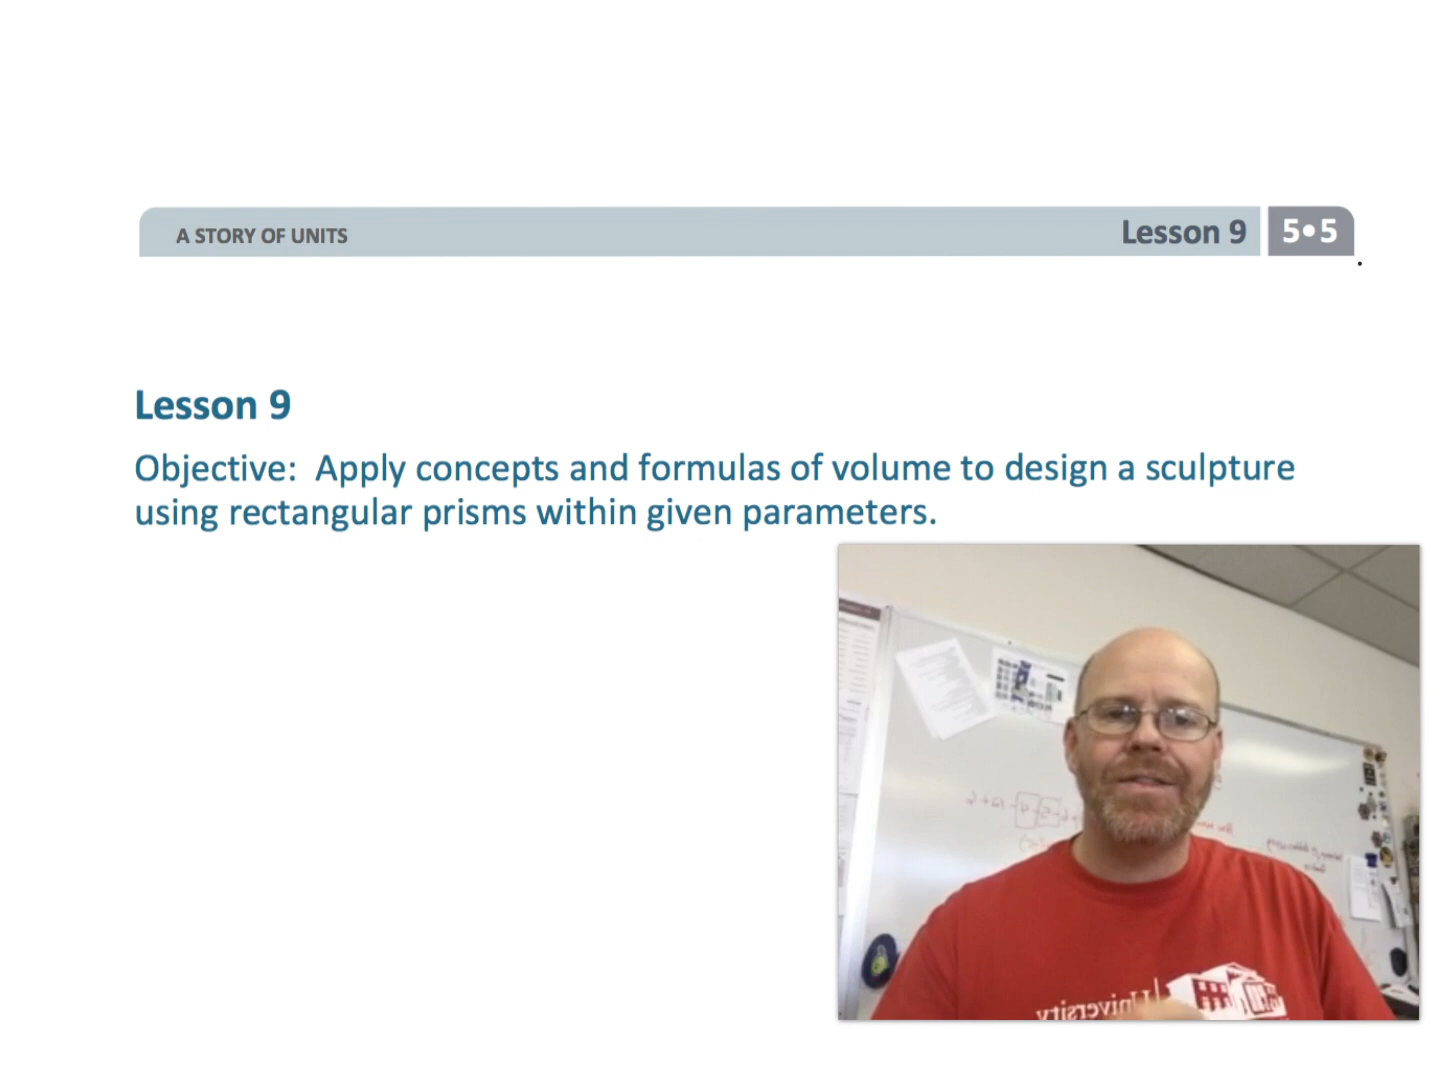 A STORY OF UNITS
Lesson 9
5•5
Lesson 9
Objective: Apply concepts and formulas of volume to design a sculpture
using rectangular prisms within given parameters.
University